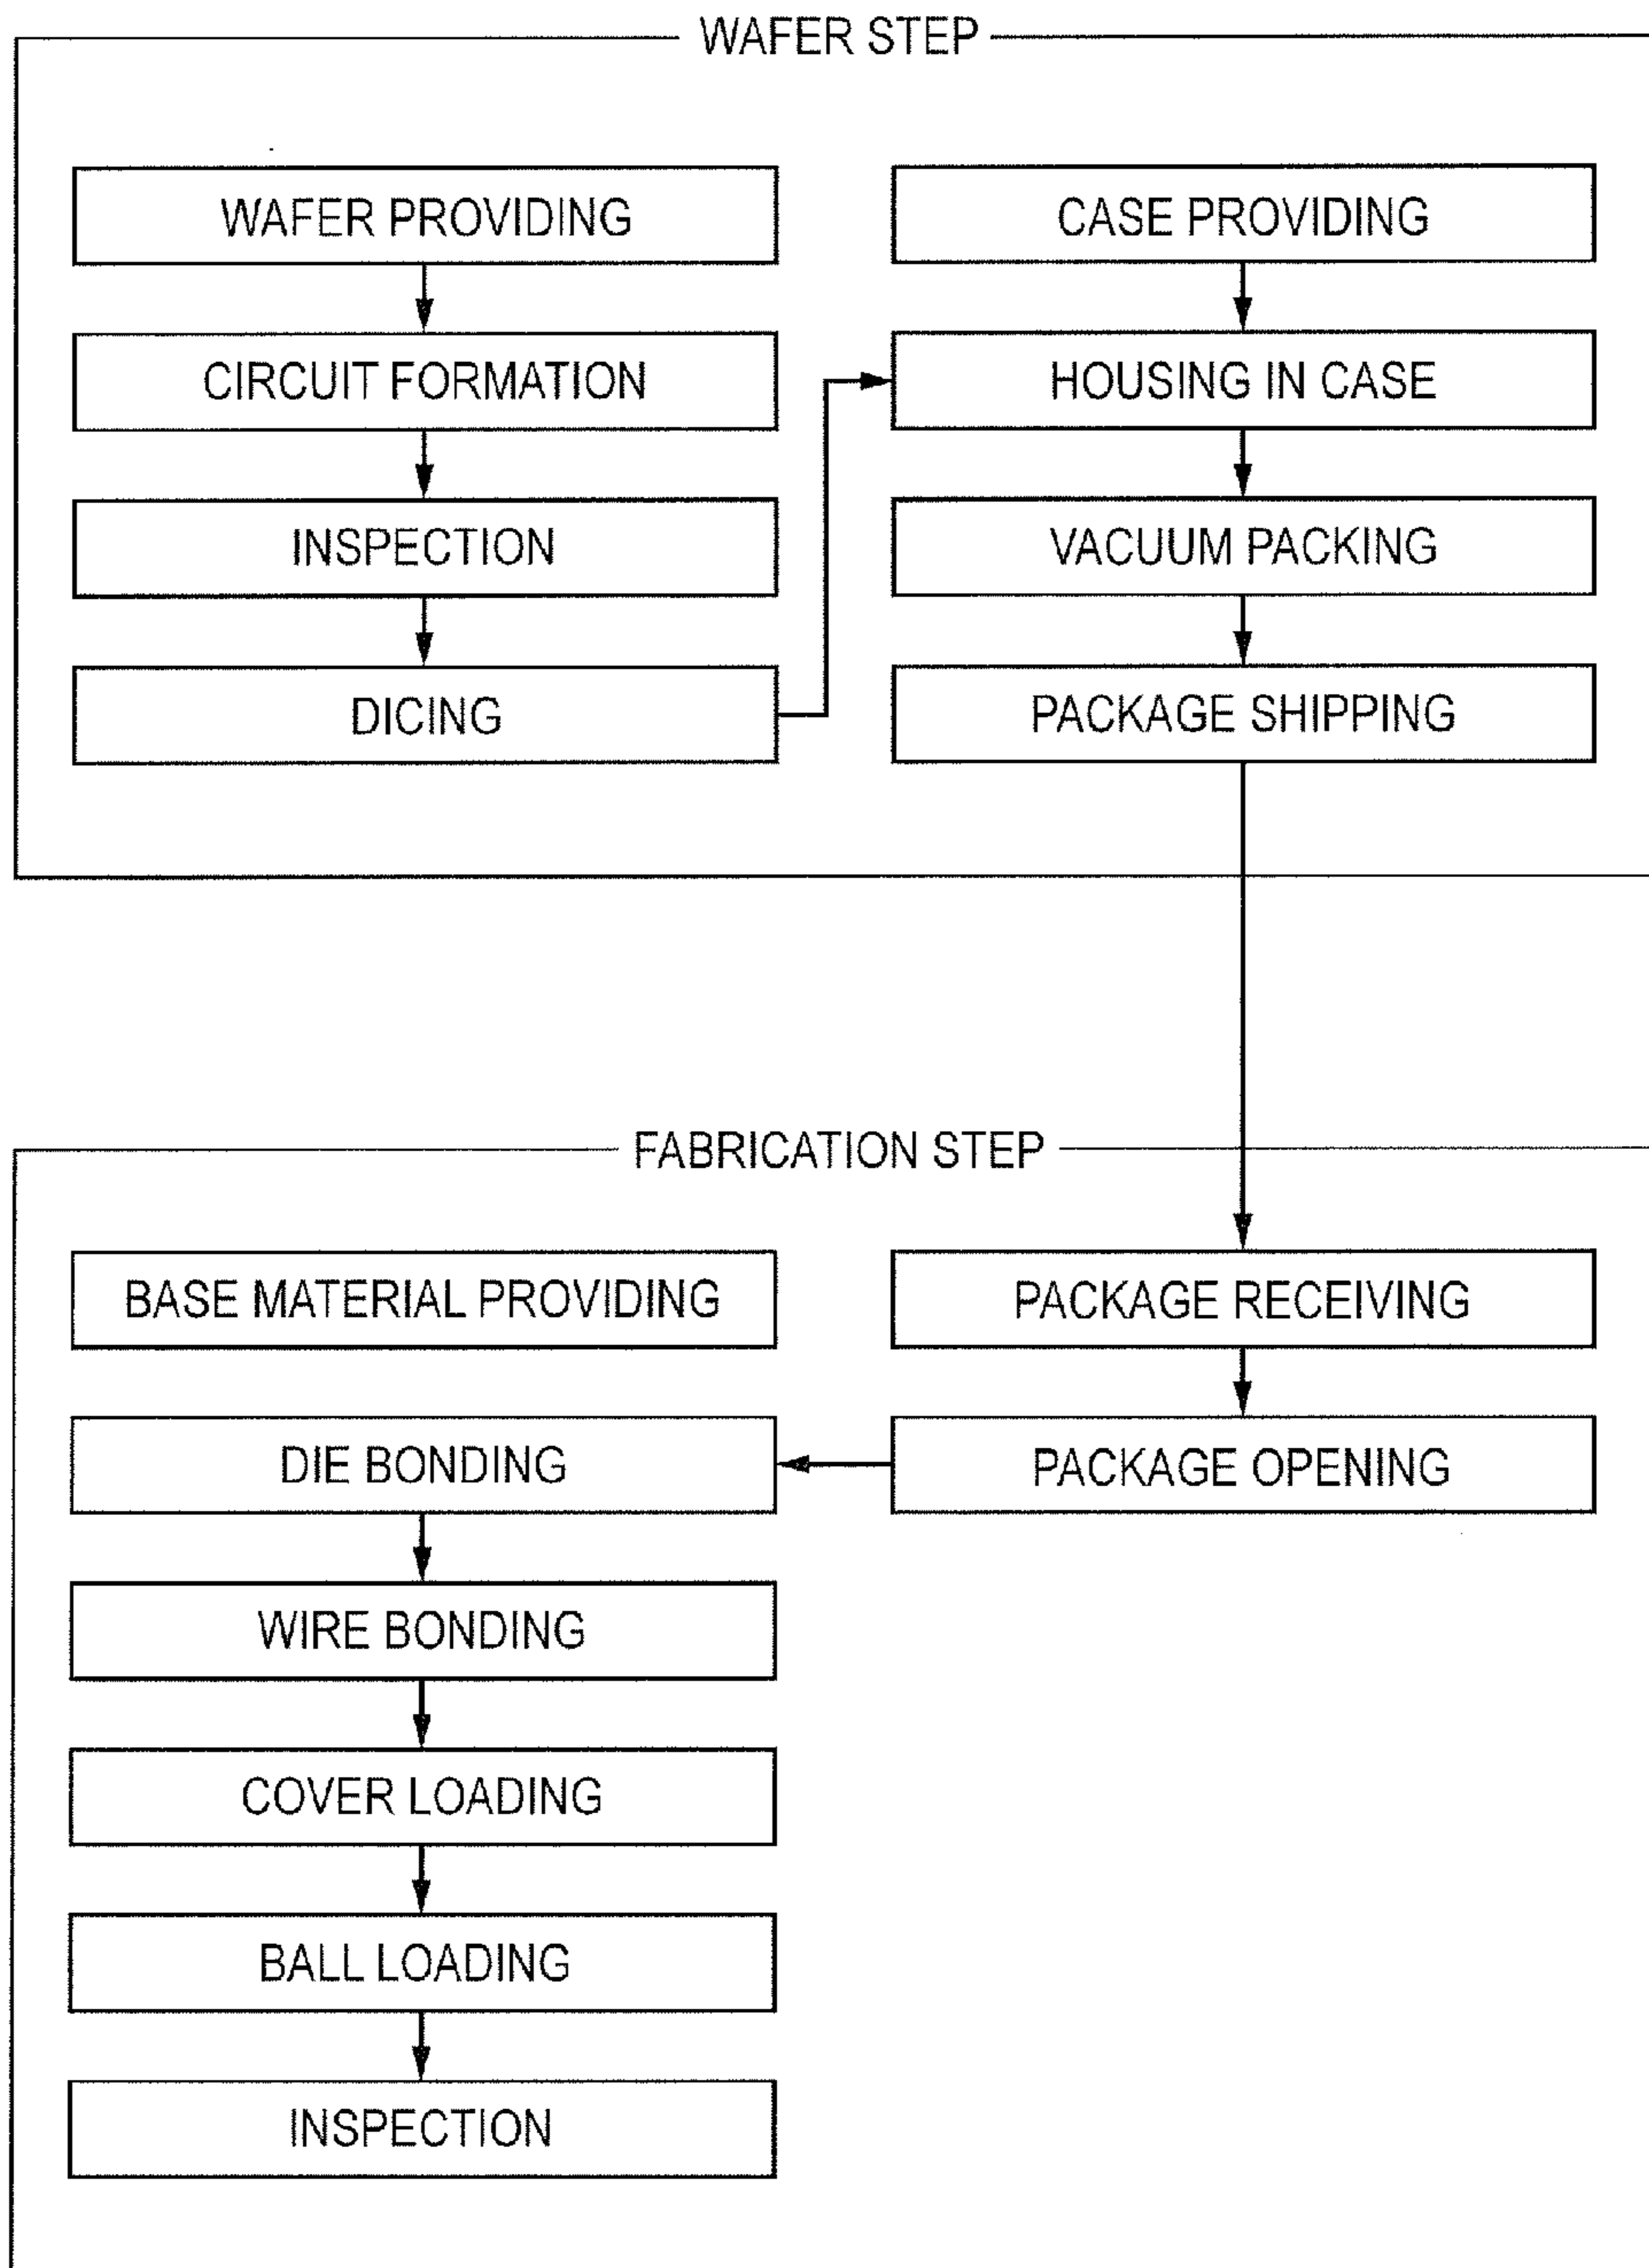 WAFER STEP
WAFER PROVIDING
CIRCUIT FORMATION
INSPECTION
DICING
CASE PROVIDING
HOUSING IN CASE
VACUUM PACKING
PACKAGE SHIPPING
FABRICATION STEP
PACKAGE RECEIVING
PACKAGE OPENING
BASE MATERIAL PROVIDING
DIE BONDING
WIRE BONDING
COVER LOADING
BALL LOADING
INSPECTION